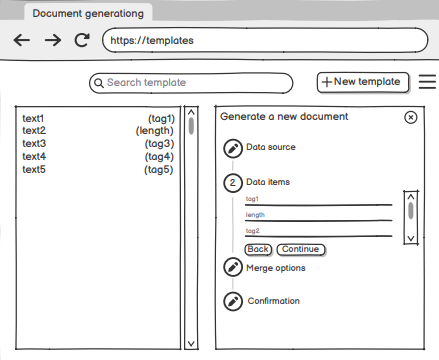 Document generationg
https://templates
Search template
+ New template
text1 (tag1)
text2 (length)
text3 (tag3)
text4 (tag4)
text5 (tag5)
Generate a new document
Data source
2 Data items
tag1
length
tag2
Back Continue
Merge options
Confirmation